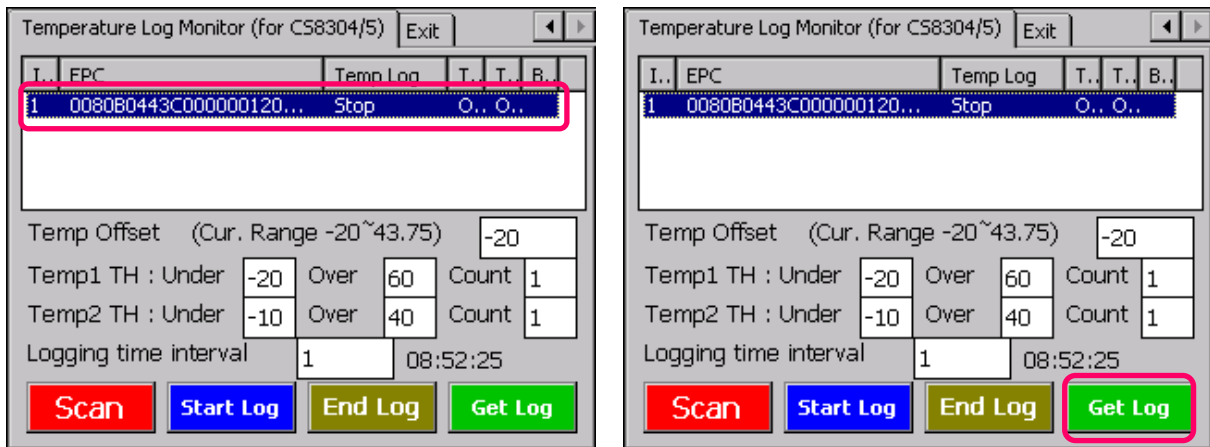 Temperature Log Monitor (for CS8304/5) Exit
I.. EPC Temp Log T.. T.. B..
1 0080B0443C000000120... Stop O.. O..
Temp Offset (Cur. Range -20~43.75) -20
Temp1 TH : Under -20 Over 60 Count 1
Temp2 TH : Under -10 Over 40 Count 1
Logging time interval 1 08:52:25
Scan Start Log End Log Get Log
Temperature Log Monitor (for CS8304/5) Exit
I.. EPC Temp Log T.. T.. B..
1 0080B0443C000000120... Stop O.. O..
Temp Offset (Cur. Range -20~43.75) -20
Temp1 TH : Under -20 Over 60 Count 1
Temp2 TH : Under -10 Over 40 Count 1
Logging time interval 1 08:52:25
Scan Start Log End Log Get Log